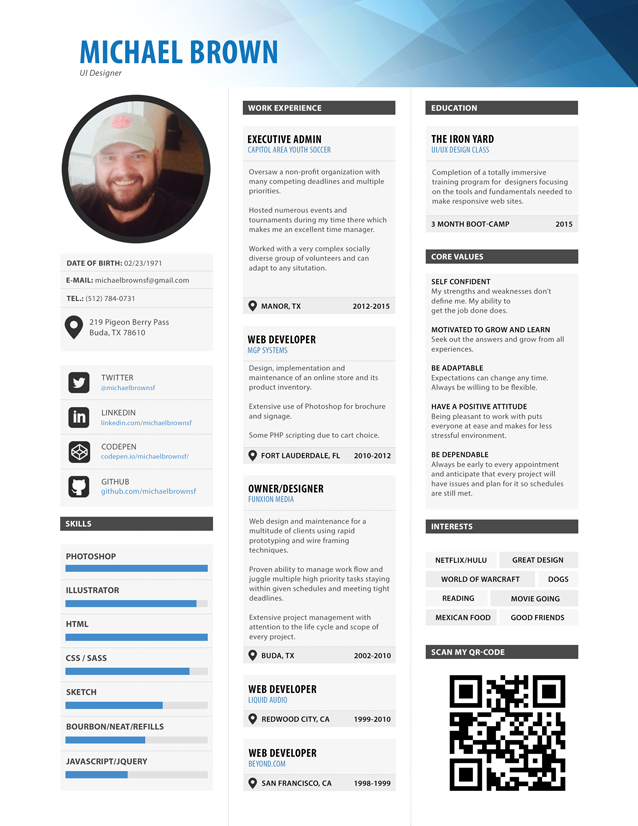 MICHAEL BROWN
UI Designer
DATE OF BIRTH: 02/23/1971
E-MAIL: michaelbrownsf@gmail.com
TEL.: (512) 784-0731
219 Pigeon Berry Pass
Buda, TX 78610
TWITTER
@michaelbrownsf
LINKEDIN
linkedin.com/michaelbrownsf
CODEPEN
codepen.io/michaelbrownsf/
GITHUB
github.com/michaelbrownsf
SKILLS
PHOTOSHOP
ILLUSTRATOR
HTML
CSS / SASS
SKETCH
BOURBON/NEAT/REFILLS
JAVASCRIPT/JQUERY
WORK EXPERIENCE
EXECUTIVE ADMIN
CAPITOL AREA YOUTH SOCCER
Oversaw a non-profit organization with
many competing deadlines and multiple
priorities.
Hosted numerous events and
tournaments during my time there which
makes me an excellent time manager.
Worked with a very complex socially
diverse group of volunteers and can
adapt to any situtation.
MANOR, TX 2012-2015
WEB DEVELOPER
MGP SYSTEMS
Design, implementation and
maintenance of an online store and its
product inventory.
Extensive use of Photoshop for brochure
and signage.
Some PHP scripting due to cart choice.
FORT LAUDERDALE, FL 2010-2012
OWNER/DESIGNER
FUNXION MEDIA
Web design and maintenance for a
multitude of clients using rapid
prototyping and wire framing
techniques.
Proven ability to manage work flow and
juggle multiple high priority tasks staying
within given schedules and meeting tight
deadlines.
Extensive project management with
attention to the life cycle and scope of
every project.
BUDA, TX 2002-2010
WEB DEVELOPER
LIQUID AUDIO
REDWOOD CITY, CA 1999-2010
WEB DEVELOPER
BEYOND.COM
SAN FRANCISCO, CA 1998-1999
EDUCATION
THE IRON YARD
UI/UX DESIGN CLASS
Completion of a totally immersive
training program for designers focusing
on the tools and fundamentals needed to
make responsive web sites.
3 MONTH BOOT-CAMP 2015
CORE VALUES
SELF CONFIDENT
My strengths and weaknesses don't
define me. My ability to
get the job done does.
MOTIVATED TO GROW AND LEARN
Seek out the answers and grow from all
experiences.
BE ADAPTABLE
Expectations can change any time.
Always be willing to be flexible.
HAVE A POSITIVE ATTITUDE
Being pleasant to work with puts
everyone at ease and makes for less
stressful environment.
BE DEPENDABLE
Always be early to every appointment
and anticipate that every project will
have issues and plan for it so schedules
are still met.
INTERESTS
NETFLIX/HULU GREAT DESIGN
WORLD OF WARCRAFT DOGS
READING MOVIE GOING
MEXICAN FOOD GOOD FRIENDS
SCAN MY QR-CODE